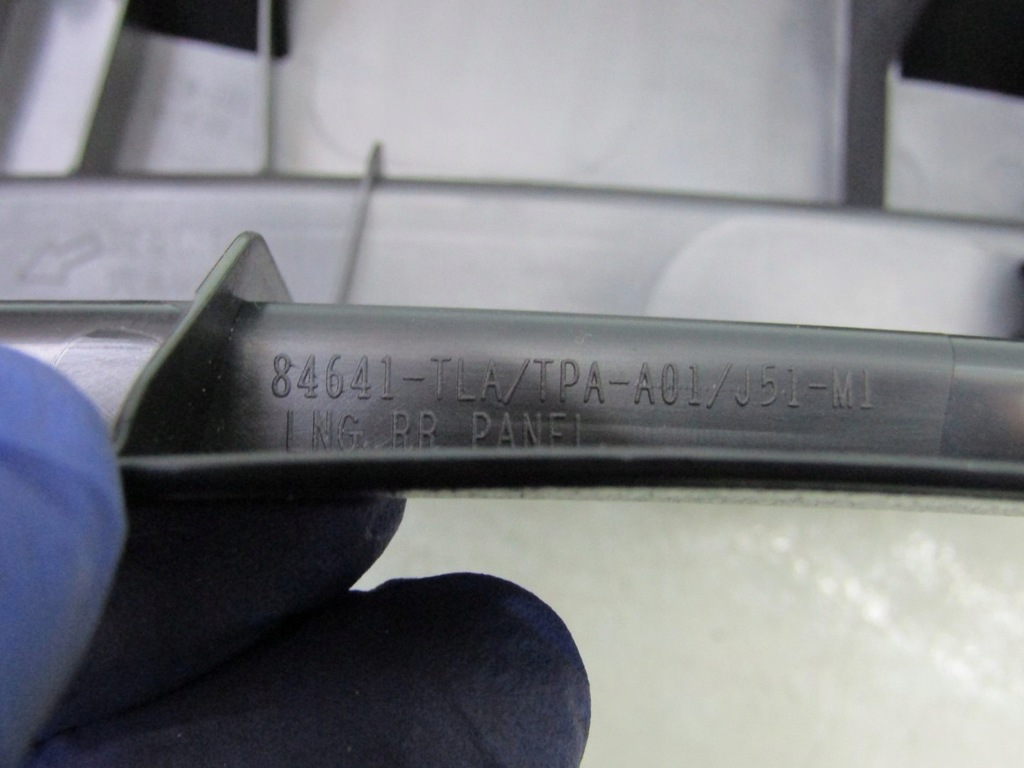 84641-TLA/TPA-A01/J51-M1
LNG, RR PANEL